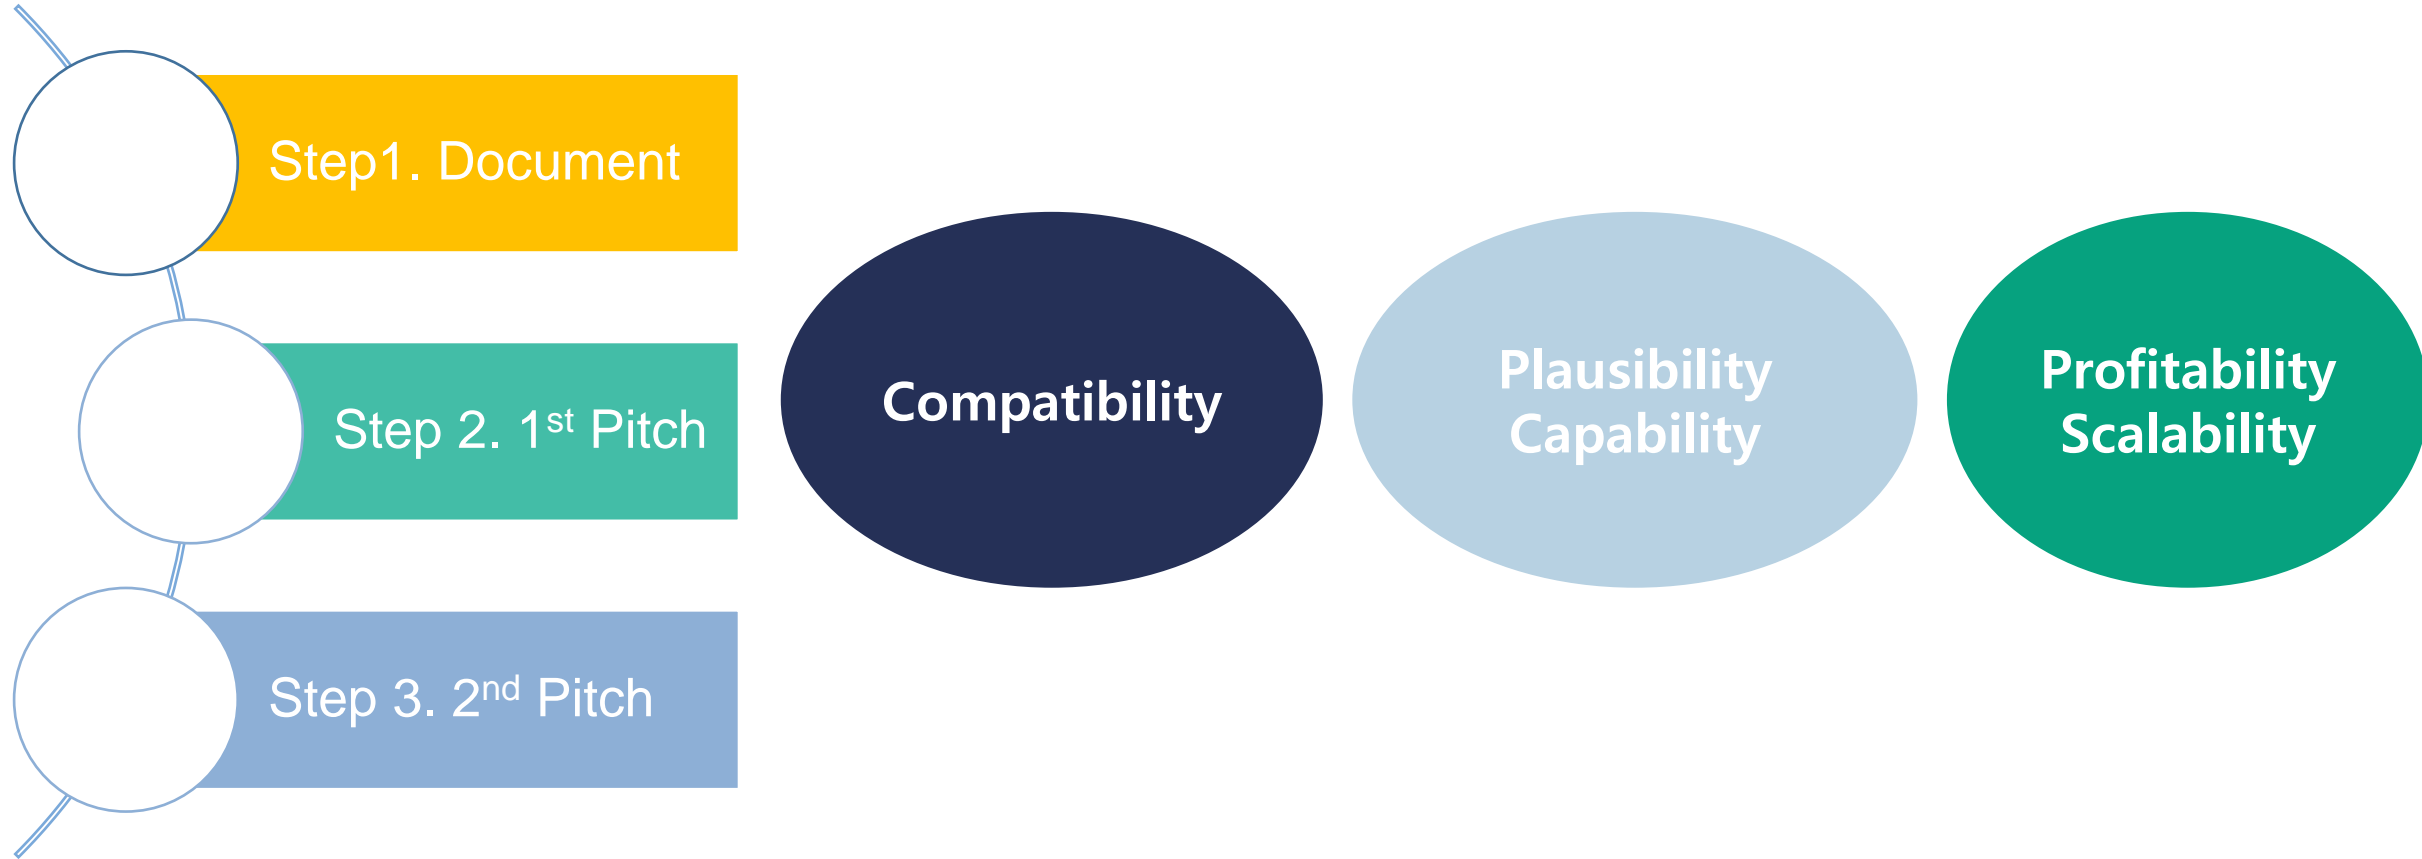 Step1. Document
Step 2. 1st Pitch
Step 3. 2nd Pitch
Compatibility
Plausibility
Capability
Profitability
Scalability